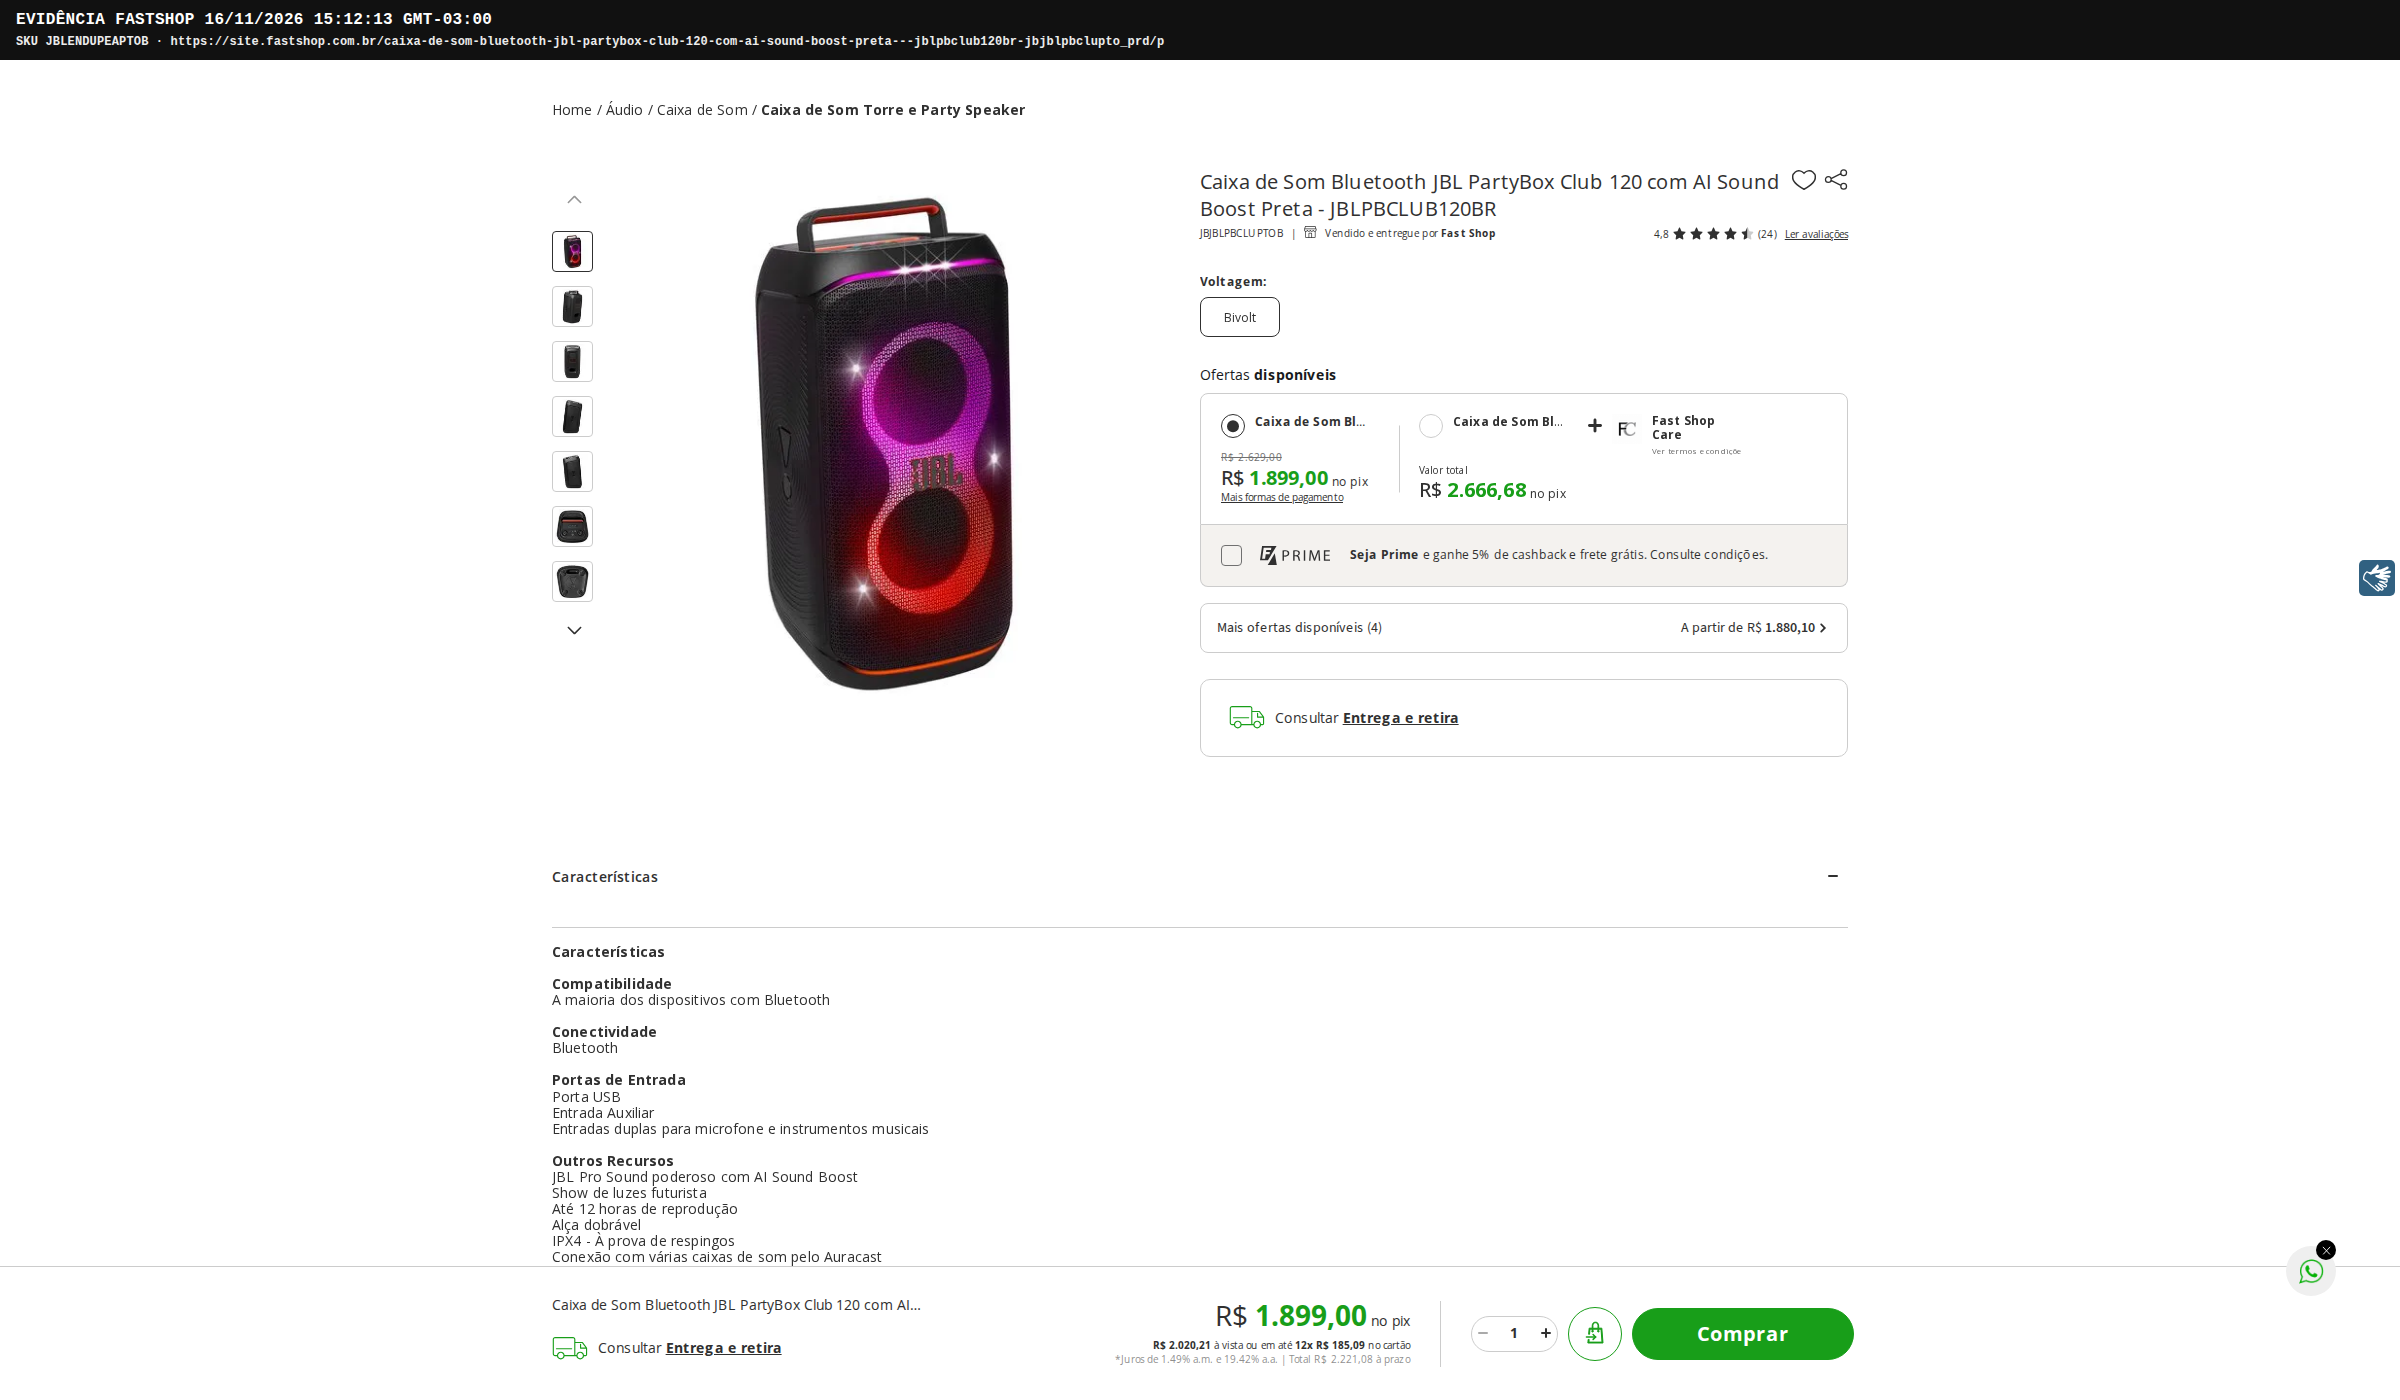 EVIDÊNCIA FASTSHOP 16/11/2026 15:12:13 GMT-03:00
SKU JBLENDUPEAPTOB · https://site.fastshop.com.br/caixa-de-som-bluetooth-jbl-partybox-club-120-com-ai-sound-boost-preta---jblpbclub120br-jbjblpbclupto_prd/p
Home / Áudio / Caixa de Som / Caixa de Som Torre e Party Speaker
Caixa de Som Bluetooth JBL PartyBox Club 120 com AI Sound
Boost Preta - JBLPBCLUB120BR
JBJBLPBCLUPTOB | Vendido e entregue por Fast Shop
4,8 (24) Ler avaliações
Voltagem:
Bivolt
Ofertas disponíveis
Caixa de Som Bl...
R$ 2.629,00
R$ 1.899,00 no pix
Mais formas de pagamento
Caixa de Som Bl...
+
FC
Fast Shop
Care
Ver termos e condiçõe
Valor total
R$ 2.666,68 no pix
PRIME Seja Prime e ganhe 5% de cashback e frete grátis. Consulte condições.
Mais ofertas disponíveis (4)
A partir de R$ 1.880,10
Consultar Entrega e retira
JBL
Características
Características
Compatibilidade
A maioria dos dispositivos com Bluetooth
Conectividade
Bluetooth
Portas de Entrada
Porta USB
Entrada Auxiliar
Entradas duplas para microfone e instrumentos musicais
Outros Recursos
JBL Pro Sound poderoso com AI Sound Boost
Show de luzes futurista
Até 12 horas de reprodução
Alça dobrável
IPX4 - À prova de respingos
Conexão com várias caixas de som pelo Auracast
Caixa de Som Bluetooth JBL PartyBox Club 120 com AI...
Consultar Entrega e retira
R$ 1.899,00 no pix
R$ 2.020,21 à vista ou em até 12x R$ 185,09 no cartão
*Juros de 1.49% a.m. e 19.42% a.a. | Total R$ 2.221,08 à prazo
1
Comprar